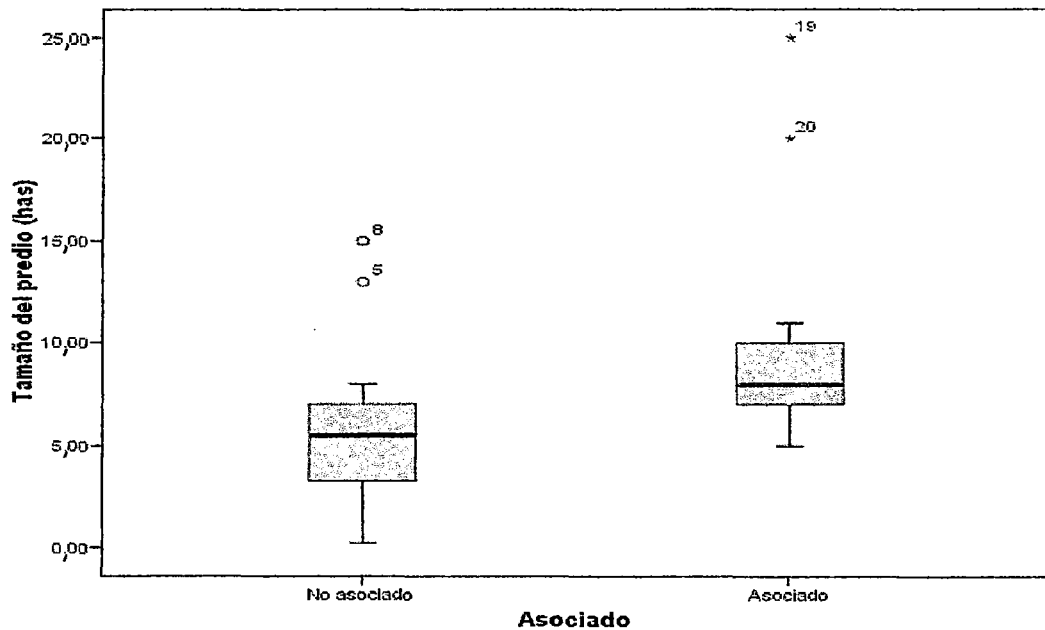 Tamaño del predio (has)
25,00
20,00
15,00
10,00
5,00
0,00
19
20
8
5
No asociado
Asociado
Asociado